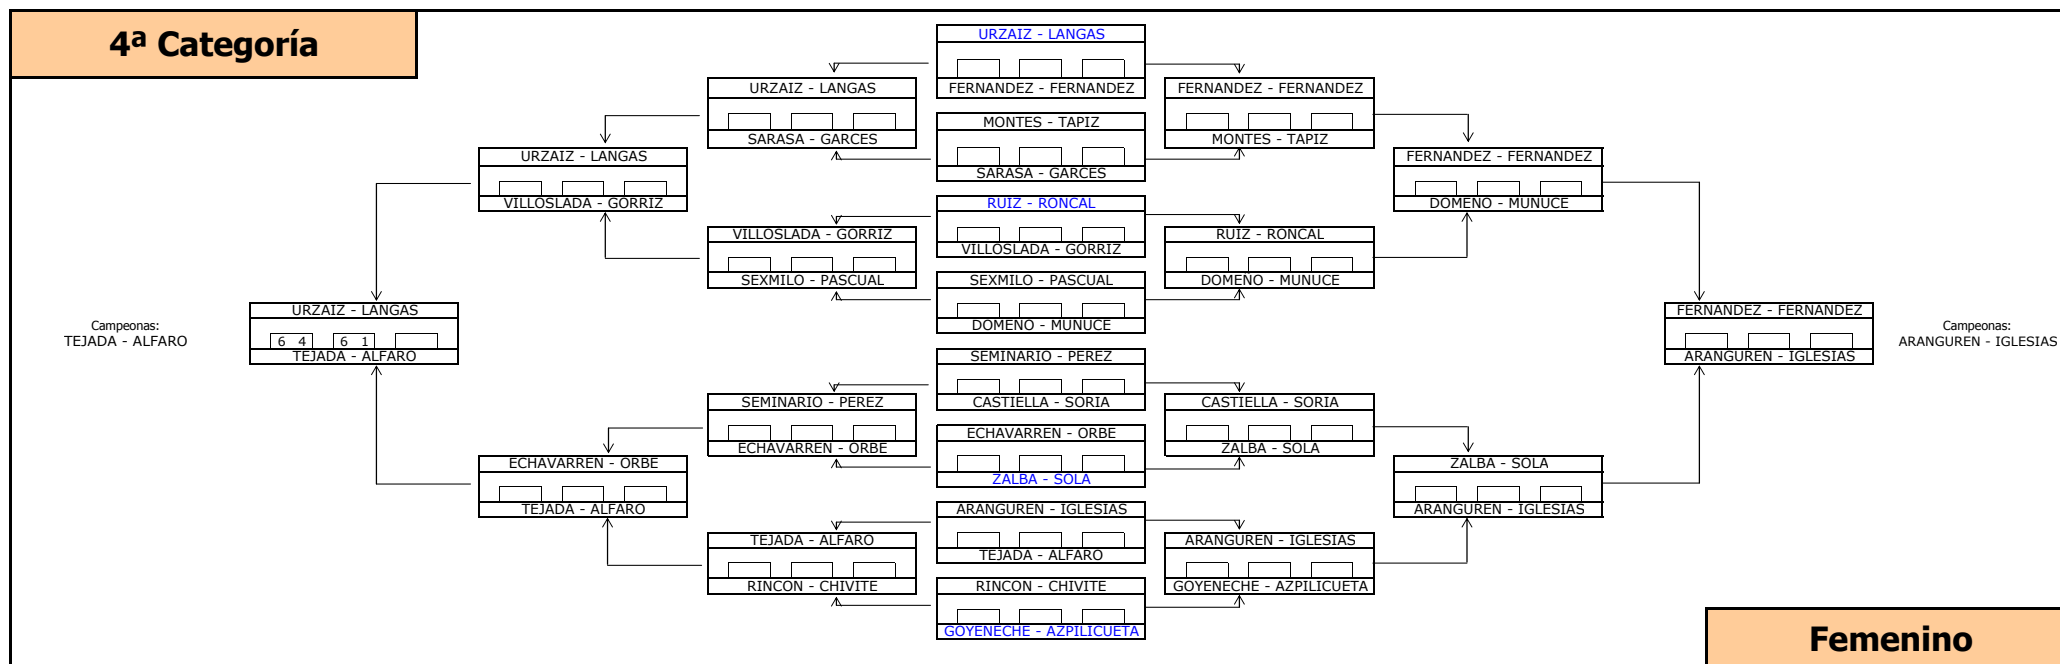 4ª Categoría
URZAIZ - LANGAS
FERNANDEZ - FERNANDEZ
MONTES - TAPIZ
SARASA - GARCES
RUIZ - RONCAL
VILLOSLADA - GORRIZ
SEXMILO - PASCUAL
DOMEÑO - MUNUCE
SEMINARIO - PEREZ
CASTIELLA - SORIA
ECHAVARREN - ORBE
ZALBA - SOLA
ARANGUREN - IGLESIAS
TEJADA - ALFARO
RINCON - CHIVITE
GOYENECHE - AZPILICUETA
URZAIZ - LANGAS
SARASA - GARCES
VILLOSLADA - GORRIZ
SEXMILO - PASCUAL
SEMINARIO - PEREZ
ECHAVARREN - ORBE
TEJADA - ALFARO
RINCON - CHIVITE
URZAIZ - LANGAS
VILLOSLADA - GORRIZ
ECHAVARREN - ORBE
TEJADA - ALFARO
URZAIZ - LANGAS
6 4 6 1
TEJADA - ALFARO
Campeonas:
TEJADA - ALFARO
FERNANDEZ - FERNANDEZ
MONTES - TAPIZ
RUIZ - RONCAL
DOMEÑO - MUNUCE
CASTIELLA - SORIA
ZALBA - SOLA
ARANGUREN - IGLESIAS
GOYENECHE - AZPILICUETA
FERNANDEZ - FERNANDEZ
DOMEÑO - MUNUCE
ZALBA - SOLA
ARANGUREN - IGLESIAS
FERNANDEZ - FERNANDEZ
ARANGUREN - IGLESIAS
Campeonas:
ARANGUREN - IGLESIAS
Femenino